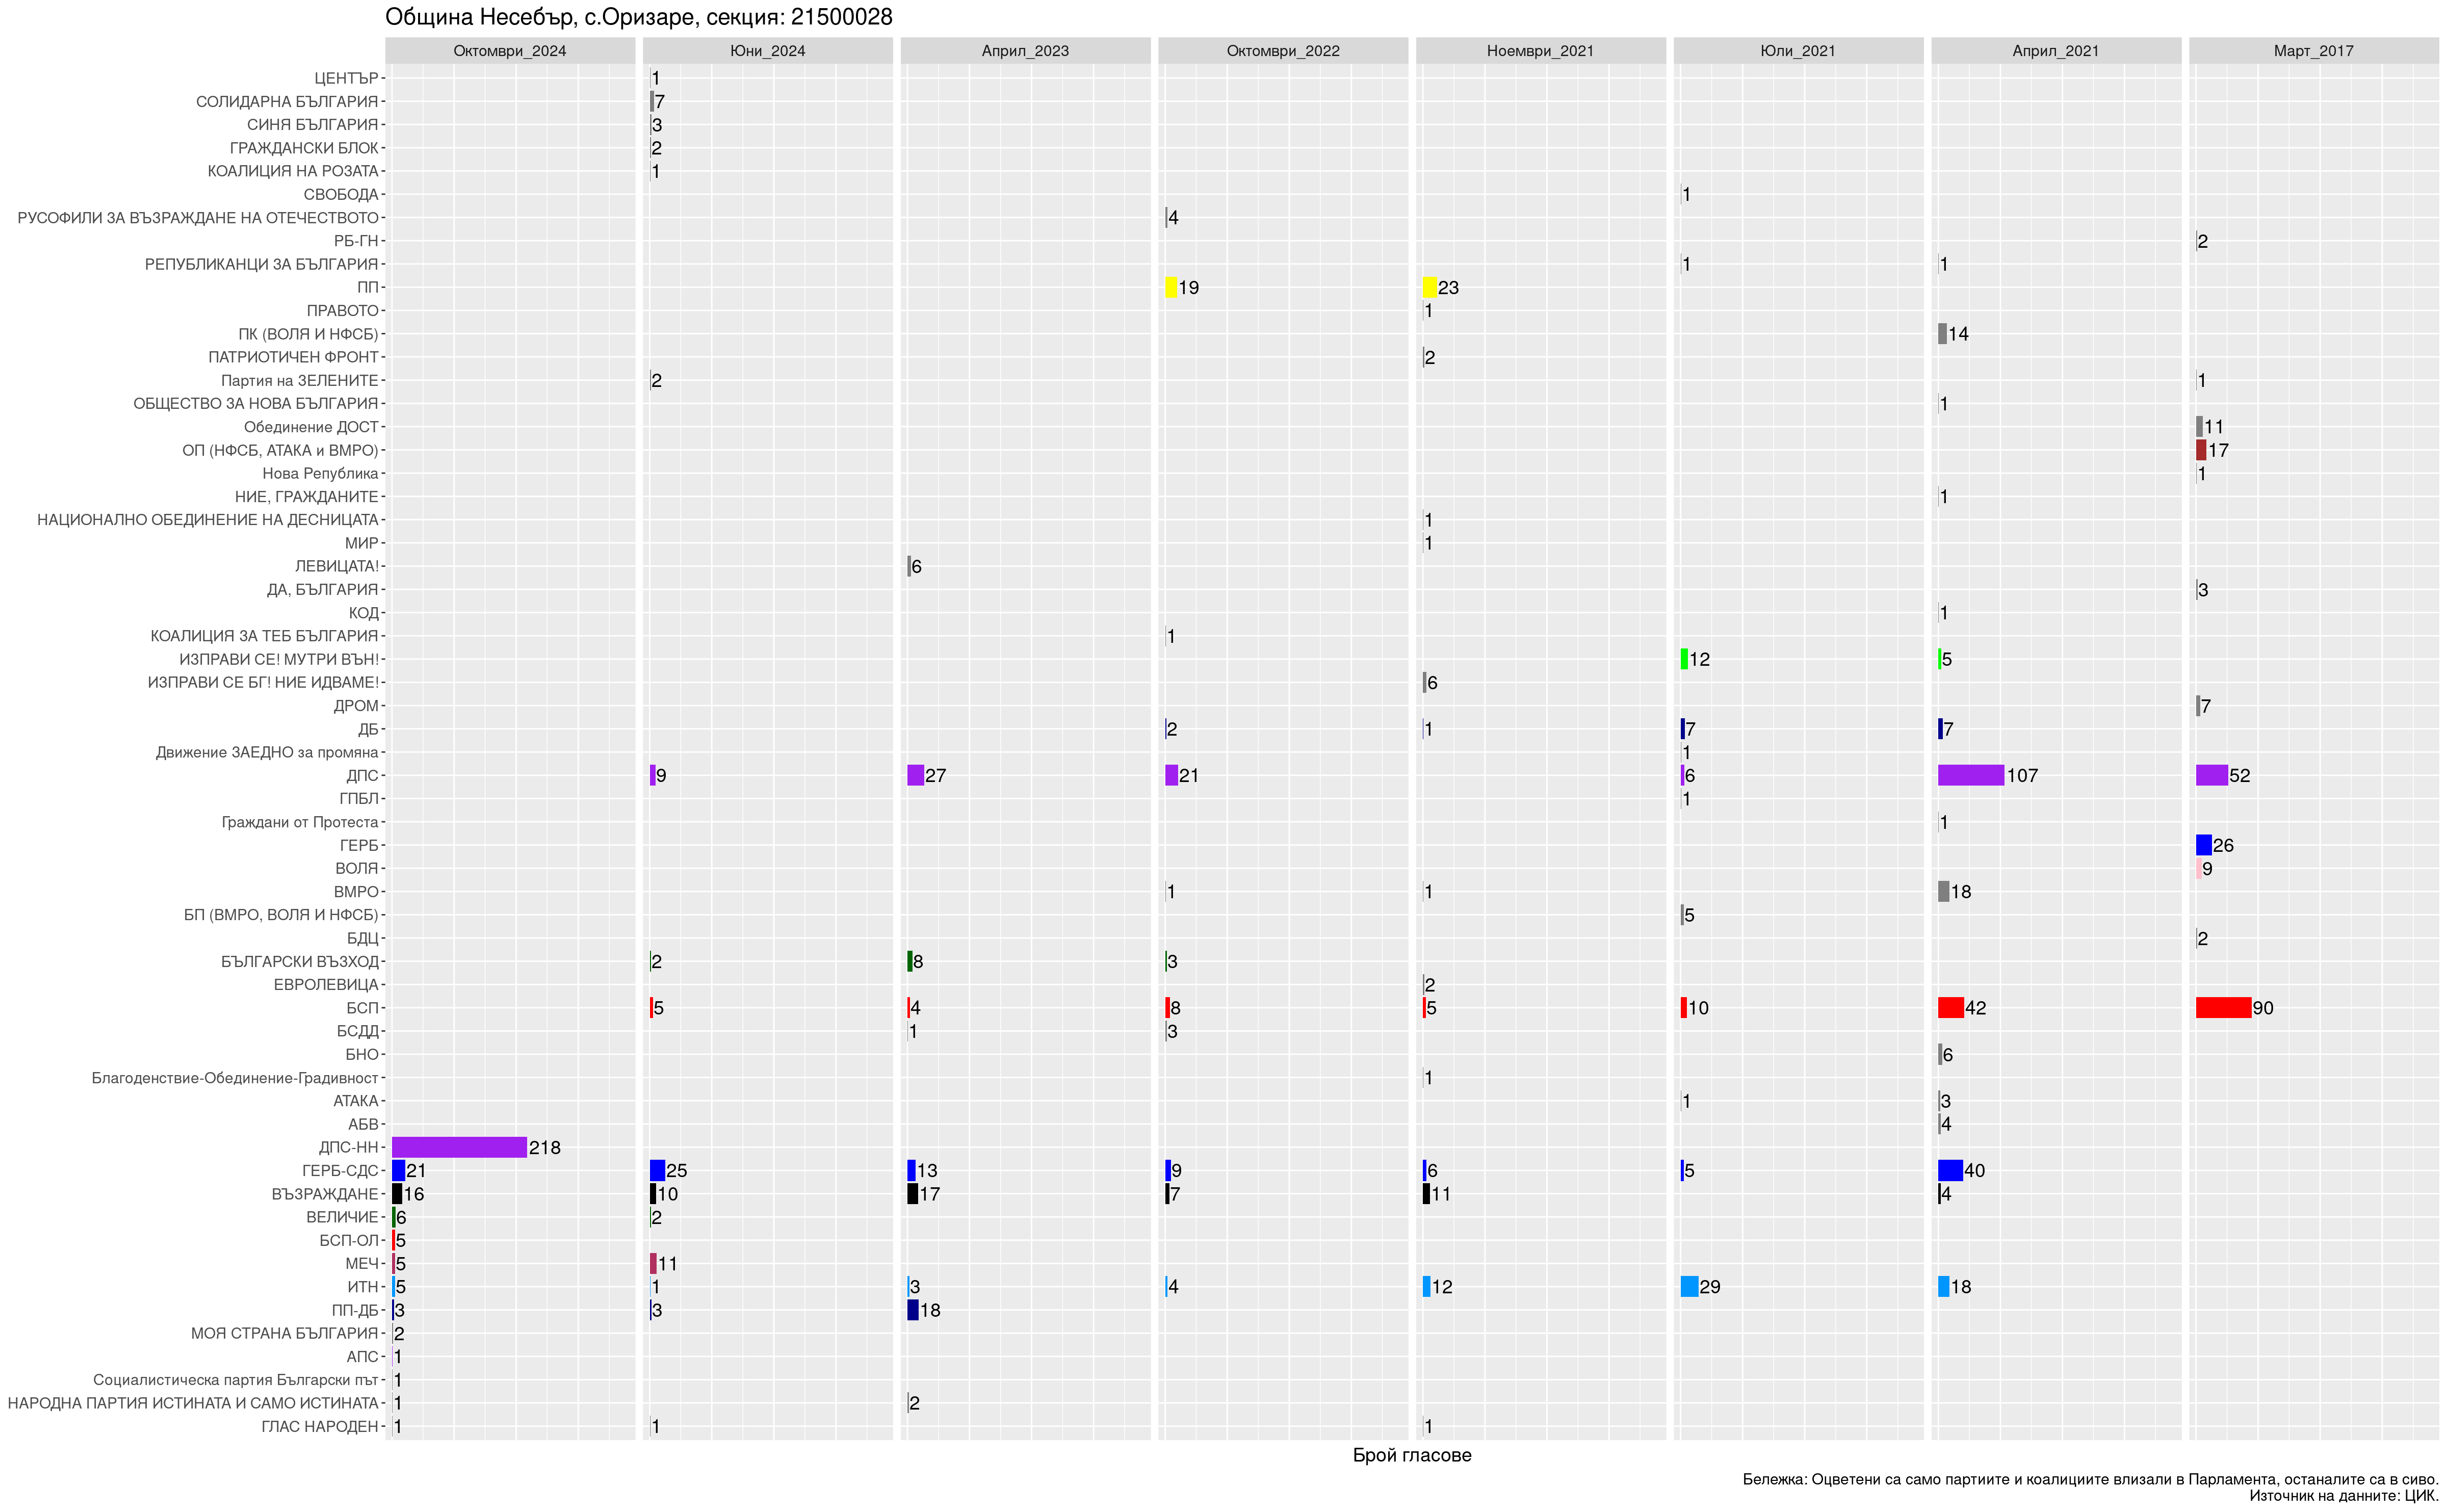 Община Несебър, с.Оризаре, секция: 21500028
Октомври_2024 Юни_2024 Април_2023 Октомври_2022 Ноември_2021 Юли_2021 Април_2021 Март_2017
ЦЕНТЪР 1
СОЛИДАРНА БЪЛГАРИЯ 7
СИНЯ БЪЛГАРИЯ 3
ГРАЖДАНСКИ БЛОК 2
КОАЛИЦИЯ НА РОЗАТА 1
СВОБОДА 1
РУСОФИЛИ ЗА ВЪЗРАЖДАНЕ НА ОТЕЧЕСТВОТО 4
РБ-ГН 2
РЕПУБЛИКАНЦИ ЗА БЪЛГАРИЯ 1 1
ПП 19 23
ПРАВОТО 1
ПК (ВОЛЯ И НФСБ) 14
ПАТРИОТИЧЕН ФРОНТ 2
Партия на ЗЕЛЕНИТЕ 2 1
ОБЩЕСТВО ЗА НОВА БЪЛГАРИЯ 1
Обединение ДОСТ 11
ОП (НФСБ, АТАКА и ВМРО) 17
Нова Република 1
НИЕ, ГРАЖДАНИТЕ 1
НАЦИОНАЛНО ОБЕДИНЕНИЕ НА ДЕСНИЦАТА 1
МИР 1
ЛЕВИЦАТА! 6
ДА, БЪЛГАРИЯ 3
КОД 1
КОАЛИЦИЯ ЗА ТЕБ БЪЛГАРИЯ 1
ИЗПРАВИ СЕ! МУТРИ ВЪН! 12 5
ИЗПРАВИ СЕ БГ! НИЕ ИДВАМЕ! 6
ДРОМ 7
ДБ 2 1 7 7
Движение ЗАЕДНО за промяна 1
ДПС 9 27 21 6 107 52
ГПБЛ 1
Граждани от Протеста 1
ГЕРБ 26
ВОЛЯ 9
ВМРО 1 1 18
БП (ВМРО, ВОЛЯ И НФСБ) 5
БДЦ 2
БЪЛГАРСКИ ВЪЗХОД 2 8 3
ЕВРОЛЕВИЦА 2
БСП 5 4 8 5 10 42 90
БСДД 1 3
БНО 6
Благоденствие-Обединение-Градивност 1
АТАКА 1 3
АБВ 4
ДПС-НН 218
ГЕРБ-СДС 21 25 13 9 6 5 40
ВЪЗРАЖДАНЕ 16 10 17 7 11 4
ВЕЛИЧИЕ 6 2
БСП-ОЛ 5
МЕЧ 5 11
ИТН 5 1 3 4 12 29 18
ПП-ДБ 3 3 18
МОЯ СТРАНА БЪЛГАРИЯ 2
АПС 1
Социалистическа партия Български път 1
НАРОДНА ПАРТИЯ ИСТИНАТА И САМО ИСТИНАТА 1 2
ГЛАС НАРОДЕН 1 1 1
Брой гласове
Бележка: Оцветени са само партиите и коалициите влизали в Парламента, останалите са в сиво.
Източник на данните: ЦИК.